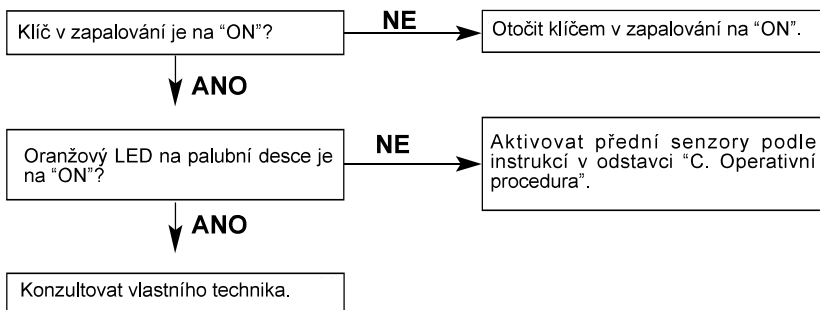 Klíč v zapalování je na “ON”?
NE
Otočit klíčem v zapalování na “ON”.
ANO
Oranžový LED na palubní desce je
na “ON”?
NE
Aktivovat přední senzory podle
instrukcí v odstavci “C. Operativní
procedura”.
ANO
Konzultovat vlastního technika.